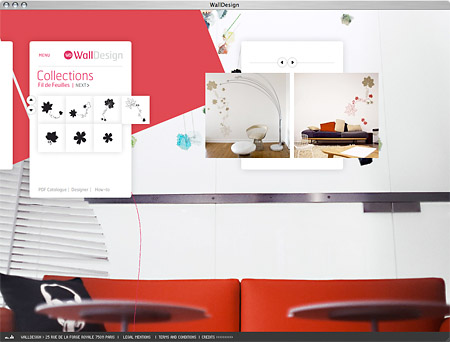 WallDesign
MENU
WD WallDesign
Collections
Fil de Feuilles | NEXT>
PDF Catalogue | Designer | How-to
WALLDESIGN - 25 RUE DE LA FORGE ROYALE 75011 PARIS | LEGAL MENTIONS | TERMS AND CONDITIONS | CREDITS